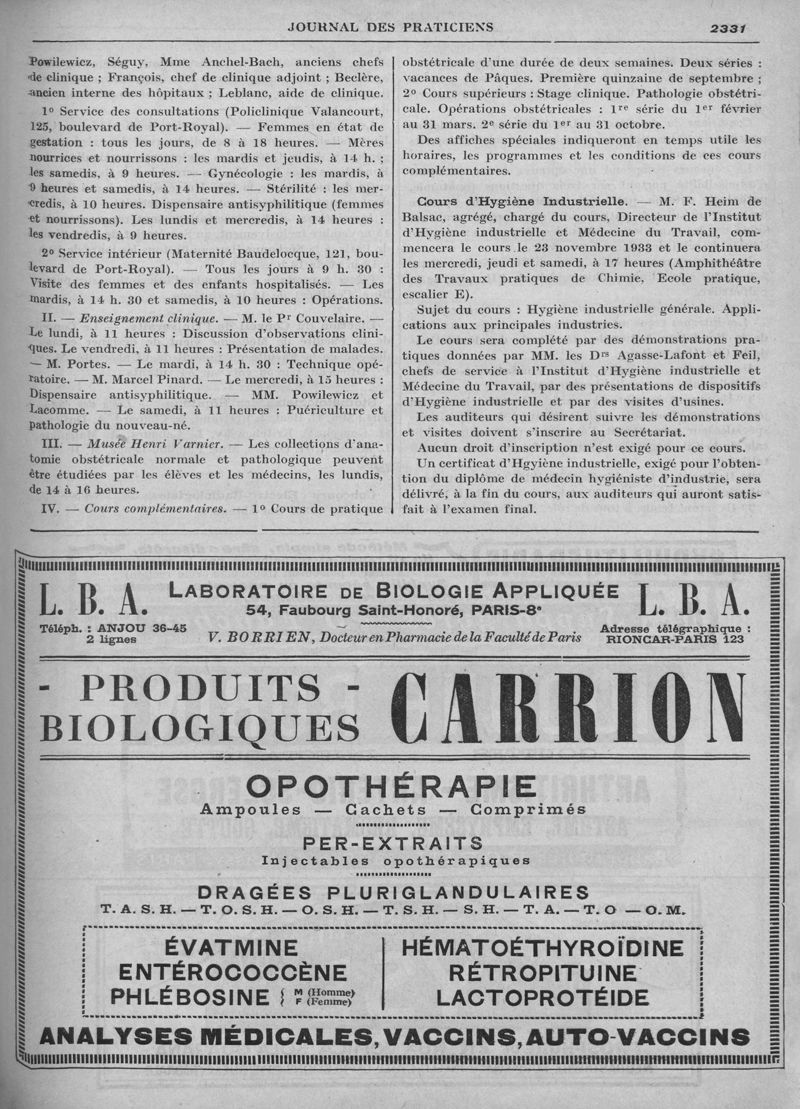 JOURNAL DES PRATICIENS 2331
Powilewicz, Séguy, Mme Anchel-Bach, anciens chefs
de clinique ; François, chef de clinique adjoint ; Beclère,
ancien interne des hôpitaux ; Leblanc, aide de clinique.
1º Service des consultations (Policlinique Valancourt,
125, boulevard de Port-Royal). — Femmes en état de
gestation : tous les jours, de 8 à 18 heures. — Mères
nourrices et nourrissons : les mardis et jeudis, à 14 h. ;
les samedis, à 9 heures. — Gynécologie : les mardis, à
9 heures et samedis, à 14 heures. — Stérilité : les mer-
credis, à 10 heures. Dispensaire antisyphilitique (femmes
et nourrissons). Les lundis et mercredis, à 14 heures :
les vendredis, à 9 heures.
2º Service intérieur (Maternité Baudelocque, 121, bou-
levard de Port-Royal). — Tous les jours à 9 h. 30 :
Visite des femmes et des enfants hospitalisés. — Les
mardis, à 14 h. 30 et samedis, à 10 heures : Opérations.
II. — Enseignement clinique. — M. le Pr Couvelaire. —
Le lundi, à 11 heures : Discussion d'observations clini-
ques. Le vendredi, à 11 heures : Présentation de malades.
— M. Portes. — Le mardi, à 14 h. 30 : Technique opé-
ratoire. — M. Marcel Pinard. — Le mercredi, à 15 heures :
Dispensaire antisyphilitique. — MM. Powilewicz et
Lacomme. — Le samedi, à 11 heures : Puériculture et
pathologie du nouveau-né.
III. — Musée Henri Varnier. — Les collections d'ana-
tomie obstétricale normale et pathologique peuvent
être étudiées par les élèves et les médecins, les lundis,
de 14 à 16 heures.
IV. — Cours complémentaires. — 1º Cours de pratique
obstétricale d'une durée de deux semaines. Deux séries :
vacances de Pâques. Première quinzaine de septembre ;
2º Cours supérieurs : Stage clinique. Pathologie obstétri-
cale. Opérations obstétricales : 1re série du 1er février
au 31 mars. 2e série du 1er au 31 octobre.
Des affiches spéciales indiqueront en temps utile les
horaires, les programmes et les conditions de ces cours
complémentaires.
Cours d'Hygiène Industrielle. — M. F. Heim de
Balsac, agrégé, chargé du cours, Directeur de l'Institut
d'Hygiène industrielle et Médecine du Travail, com-
mencera le cours le 23 novembre 1933 et le continuera
les mercredi, jeudi et samedi, à 17 heures (Amphithéâtre
des Travaux pratiques de Chimie, Ecole pratique,
escalier E).
Sujet du cours : Hygiène industrielle générale. Appli-
cations aux principales industries.
Le cours sera complété par des démonstrations pra-
tiques données par MM. les Drs Agasse-Lafont et Feil,
chefs de service à l'Institut d'Hygiène industrielle et
Médecine du Travail, par des présentations de dispositifs
d'Hygiène industrielle et par des visites d'usines.
Les auditeurs qui désirent suivre les démonstrations
et visites doivent s'inscrire au Secrétariat.
Aucun droit d'inscription n'est exigé pour ce cours.
Un certificat d'Hgyiène industrielle, exigé pour l'obten-
tion du diplôme de médecin hygiéniste d'industrie, sera
délivré, à la fin du cours, aux auditeurs qui auront satis-
fait à l'examen final.
L. B. A. LABORATOIRE DE BIOLOGIE APPLIQUÉE L. B. A.
54, Faubourg Saint-Honoré, PARIS-8e
Téléph. : ANJOU 36-45
2 lignes
V. BORRIEN, Docteur en Pharmacie de la Faculté de Paris
Adresse télégraphique :
RIONCAR-PARIS 123
- PRODUITS -
BIOLOGIQUES
CARRION
OPOTHÉRAPIE
Ampoules — Cachets — Comprimés
PER-EXTRAITS
Injectables opothérapiques
DRAGÉES PLURIGLANDULAIRES
T. A. S. H. — T. O. S. H. — O. S. H. — T. S. H. — S. H. — T. A. — T. O — O. M.
ÉVATMINE
ENTÉROCOCCÈNE
PHLÉBOSINE { M (Homme)
F (Femme)
HÉMATOÉTHYROÏDINE
RÉTROPITUINE
LACTOPROTÉIDE
ANALYSES MÉDICALES, VACCINS, AUTO-VACCINS